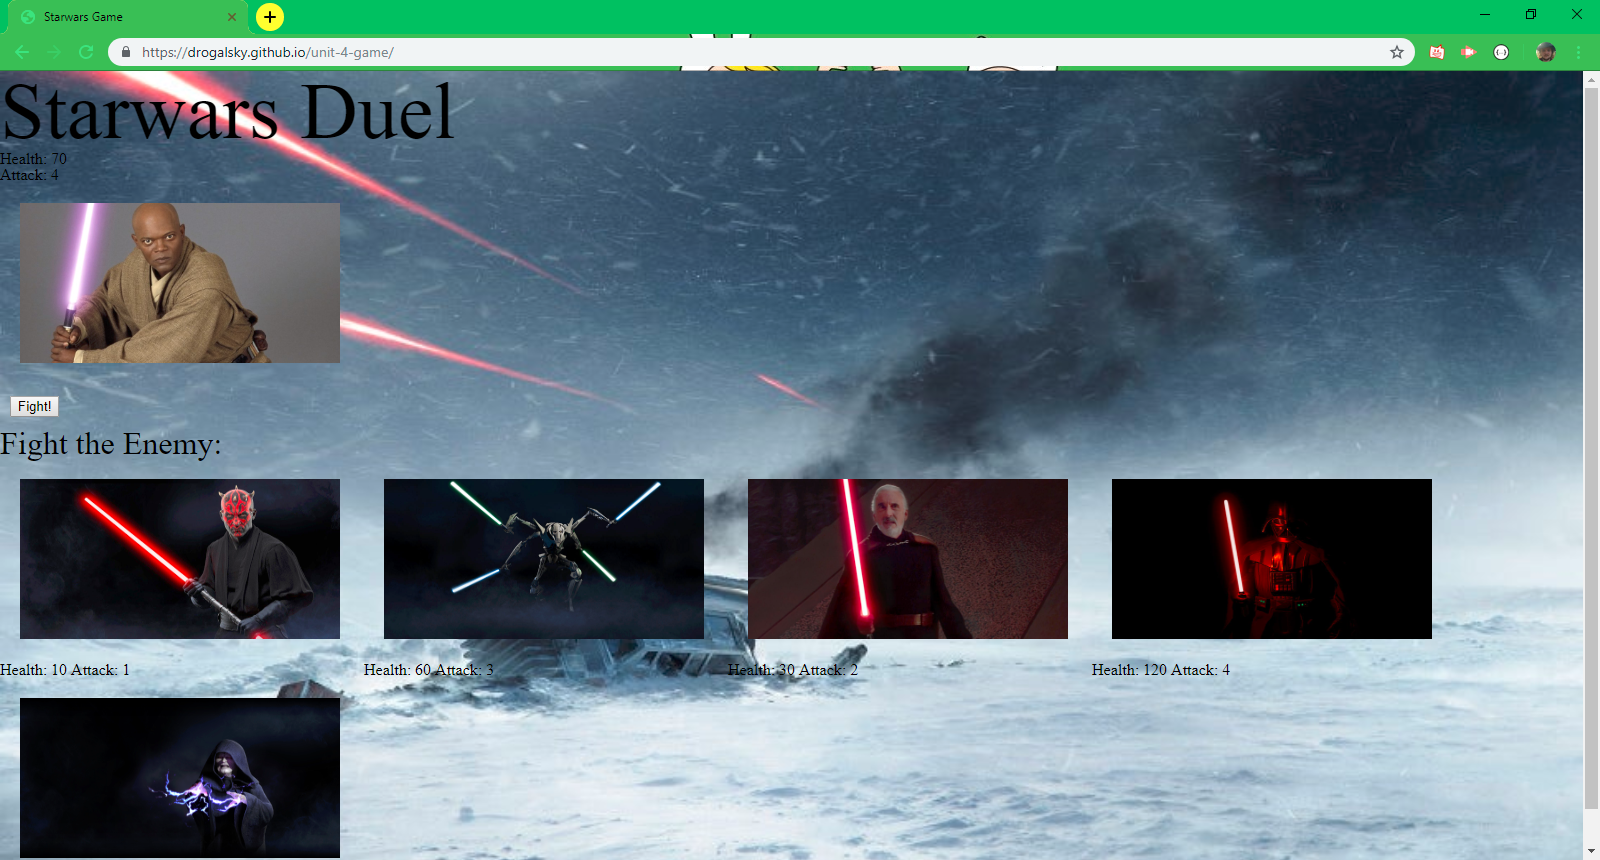 Starwars Game
https://drogalsky.github.io/unit-4-game/
Starwars Duel
Health: 70
Attack: 4
Fight!
Fight the Enemy:
Health: 10 Attack: 1
Health: 60 Attack: 3
Health: 30 Attack: 2
Health: 120 Attack: 4